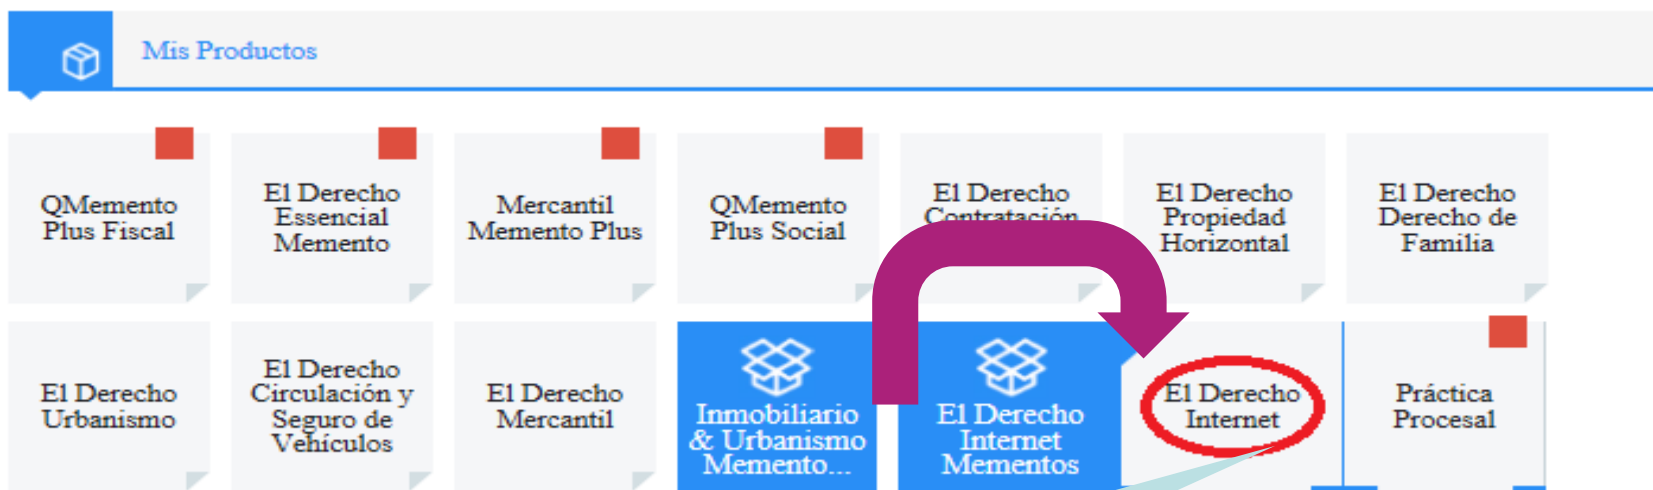 Mis Productos
QMemento
Plus Fiscal
El Derecho
Essencial
Memento
Mercantil
Memento Plus
QMemento
Plus Social
El Derecho
Contratación
El Derecho
Propiedad
Horizontal
El Derecho
Derecho de
Familia
El Derecho
Urbanismo
El Derecho
Circulación y
Seguro de
Vehículos
El Derecho
Mercantil
Inmobiliario
& Urbanismo
Memento...
El Derecho
Internet
Mementos
El Derecho
Internet
Práctica
Procesal